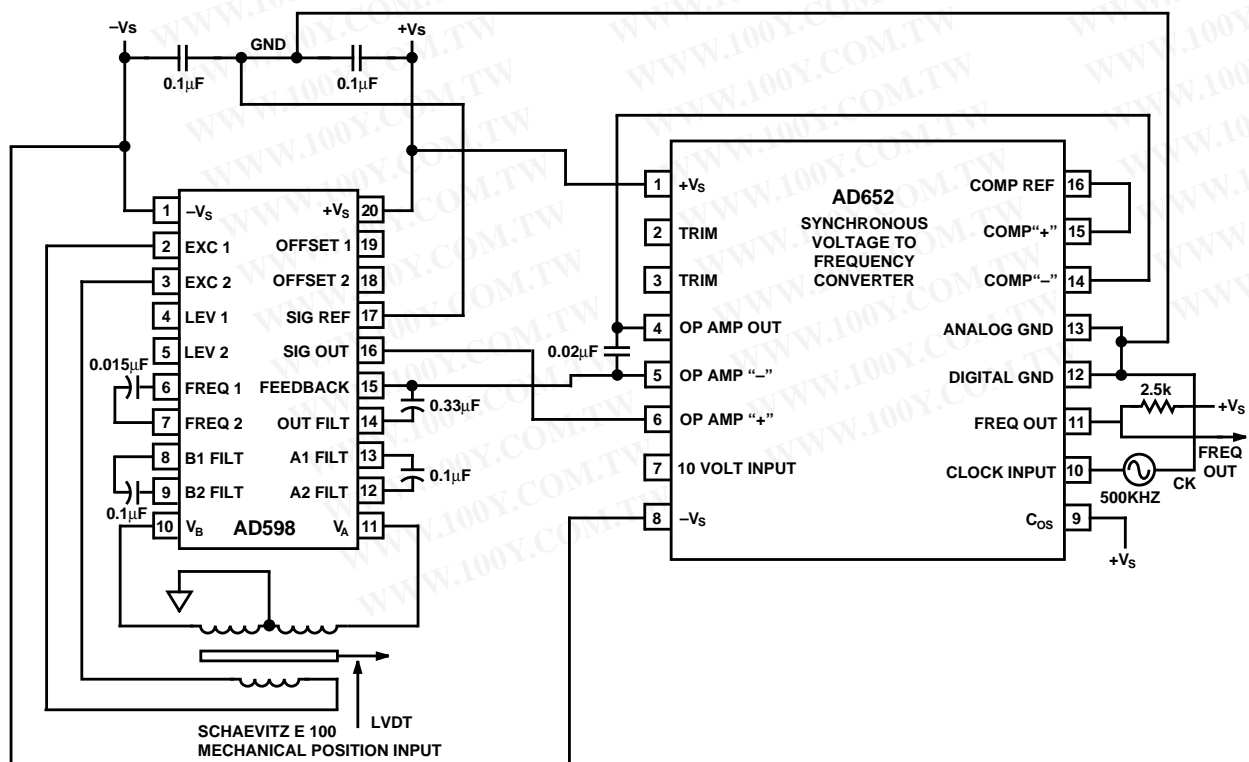 –VS
GND
+VS
0.1µF
0.1µF
1
–VS
2
EXC 1
3
EXC 2
4
LEV 1
5
LEV 2
6
FREQ 1
7
FREQ 2
8
B1 FILT
9
B2 FILT
10
VB
+VS
20
OFFSET 1
19
OFFSET 2
18
SIG REF
17
SIG OUT
16
FEEDBACK
15
OUT FILT
14
A1 FILT
13
A2 FILT
12
VA
11
AD598
0.015µF
0.1µF
0.33µF
0.1µF
0.02µF
AD652
SYNCHRONOUS
VOLTAGE TO
FREQUENCY
CONVERTER
1
+VS
2
TRIM
3
TRIM
4
OP AMP OUT
5
OP AMP “–”
6
OP AMP “+”
7
10 VOLT INPUT
8
–VS
COMP REF
16
COMP“+”
15
COMP“–”
14
ANALOG GND
13
DIGITAL GND
12
FREQ OUT
11
CLOCK INPUT
10
COS
9
2.5k
+VS
FREQ
OUT
CK
500KHZ
+VS
SCHAEVITZ E 100
MECHANICAL POSITION INPUT
LVDT
WWW.100Y.COM.TW